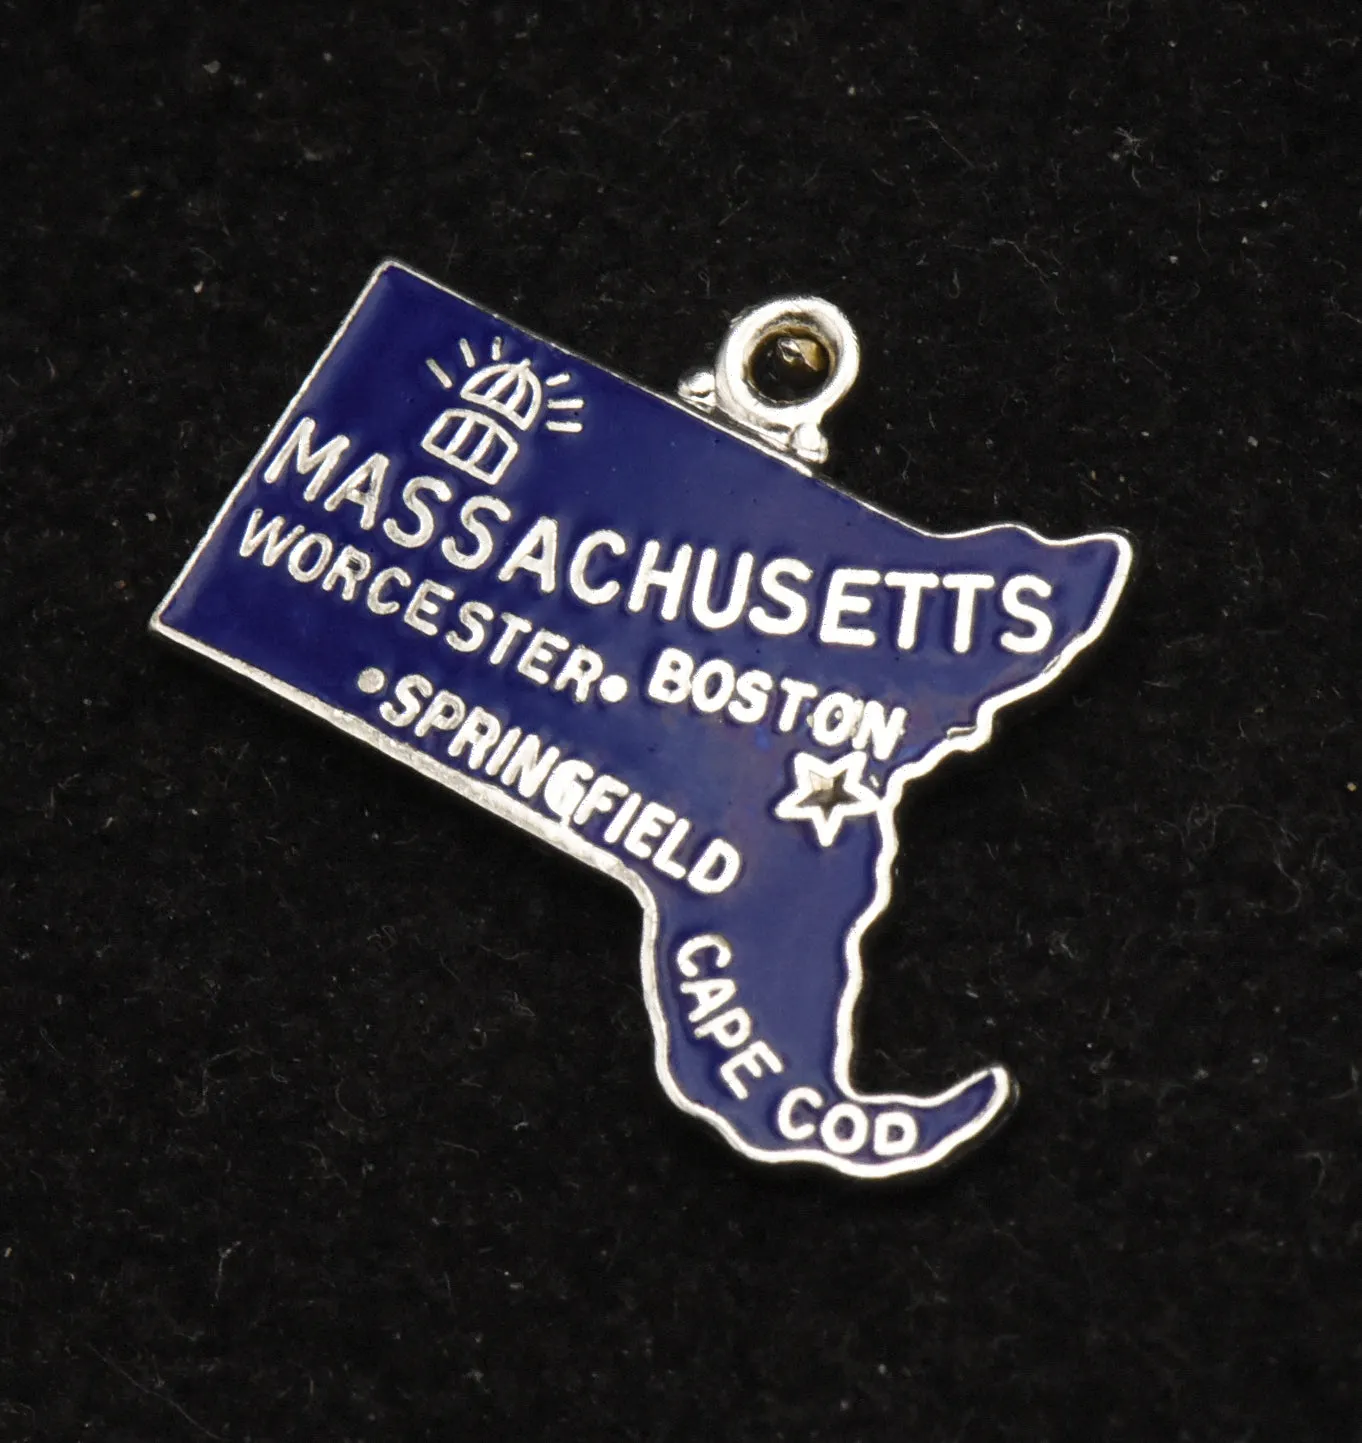 MASSACHUSETTS
WORCESTER• BOSTON
•SPRINGFIELD
CAPE COD